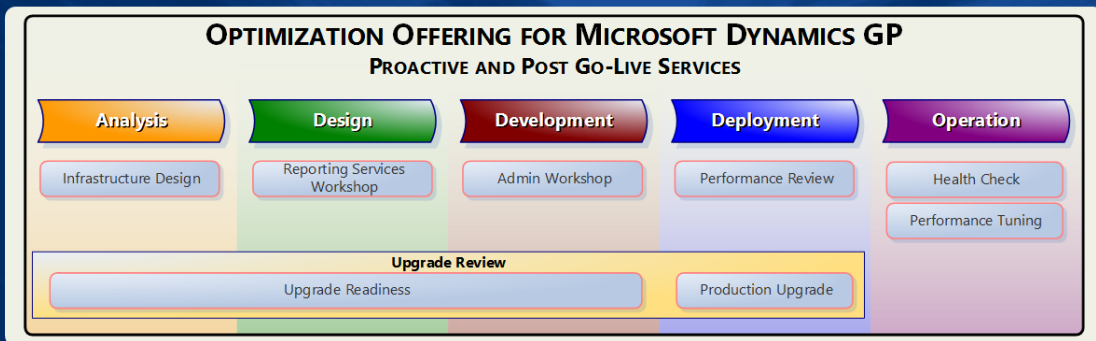 OPTIMIZATION OFFERING FOR MICROSOFT DYNAMICS GP
PROACTIVE AND POST GO-LIVE SERVICES
Analysis
Design
Development
Deployment
Operation
Infrastructure Design
Reporting Services
Workshop
Admin Workshop
Performance Review
Health Check
Performance Tuning
Upgrade Review
Upgrade Readiness
Production Upgrade